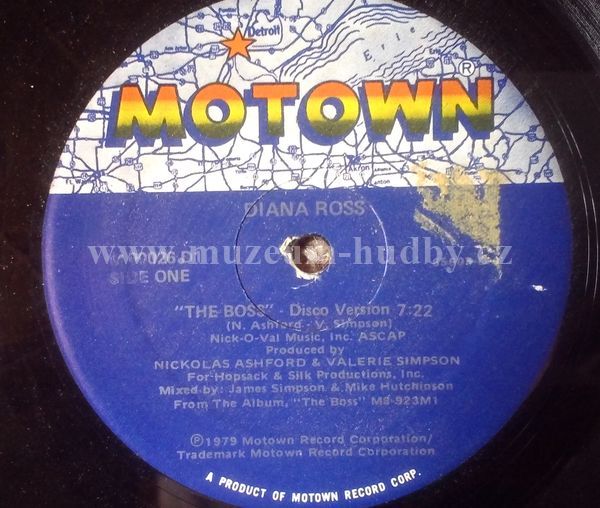 Detroit
Erie
MOTOWN®
Akron
DIANA ROSS
www.muzeum-hudby.cz
SIDE ONE
"THE BOSS" - Disco Version 7:22
(N. Ashford - V. Simpson)
Nick-O-Val Music, Inc. ASCAP
Produced by
NICKOLAS ASHFORD & VALERIE SIMPSON
For Hopsack & Silk Productions, Inc.
Mixed by: James Simpson & Mike Hutchinson
From The Album, "The Boss" M8-923M1
Ⓟ1979 Motown Record Corporation/
Trademark Motown Record Corporation
A PRODUCT OF MOTOWN RECORD CORP.